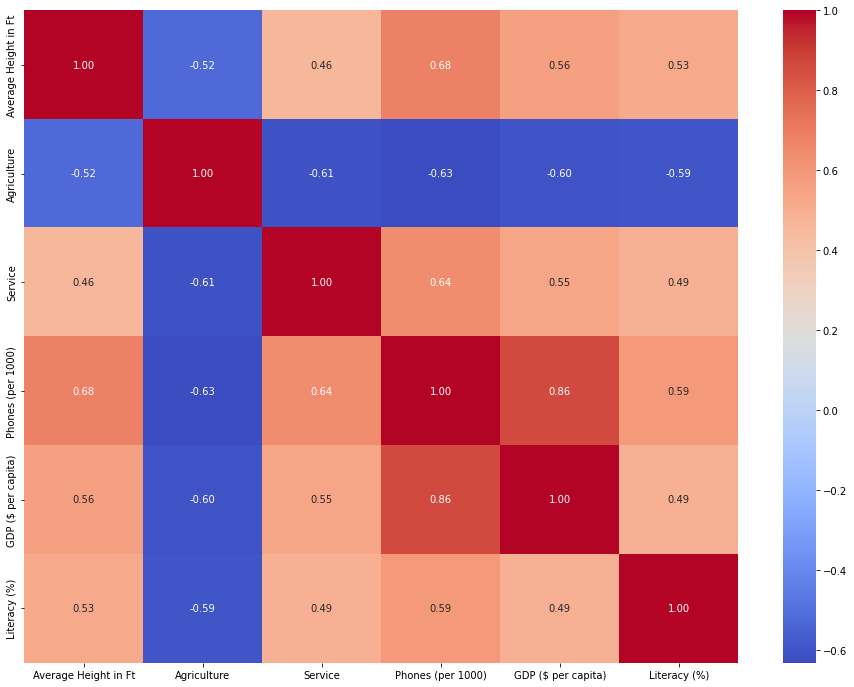 Average Height in Ft
1.00 -0.52 0.46 0.68 0.56 0.53
Agriculture
-0.52 1.00 -0.61 -0.63 -0.60 -0.59
Service
0.46 -0.61 1.00 0.64 0.55 0.49
Phones (per 1000)
0.68 -0.63 0.64 1.00 0.86 0.59
GDP ($ per capita)
0.56 -0.60 0.55 0.86 1.00 0.49
Literacy (%)
0.53 -0.59 0.49 0.59 0.49 1.00
Average Height in Ft Agriculture Service Phones (per 1000) GDP ($ per capita) Literacy (%)
1.0
0.8
0.6
0.4
0.2
0.0
−0.2
−0.4
−0.6